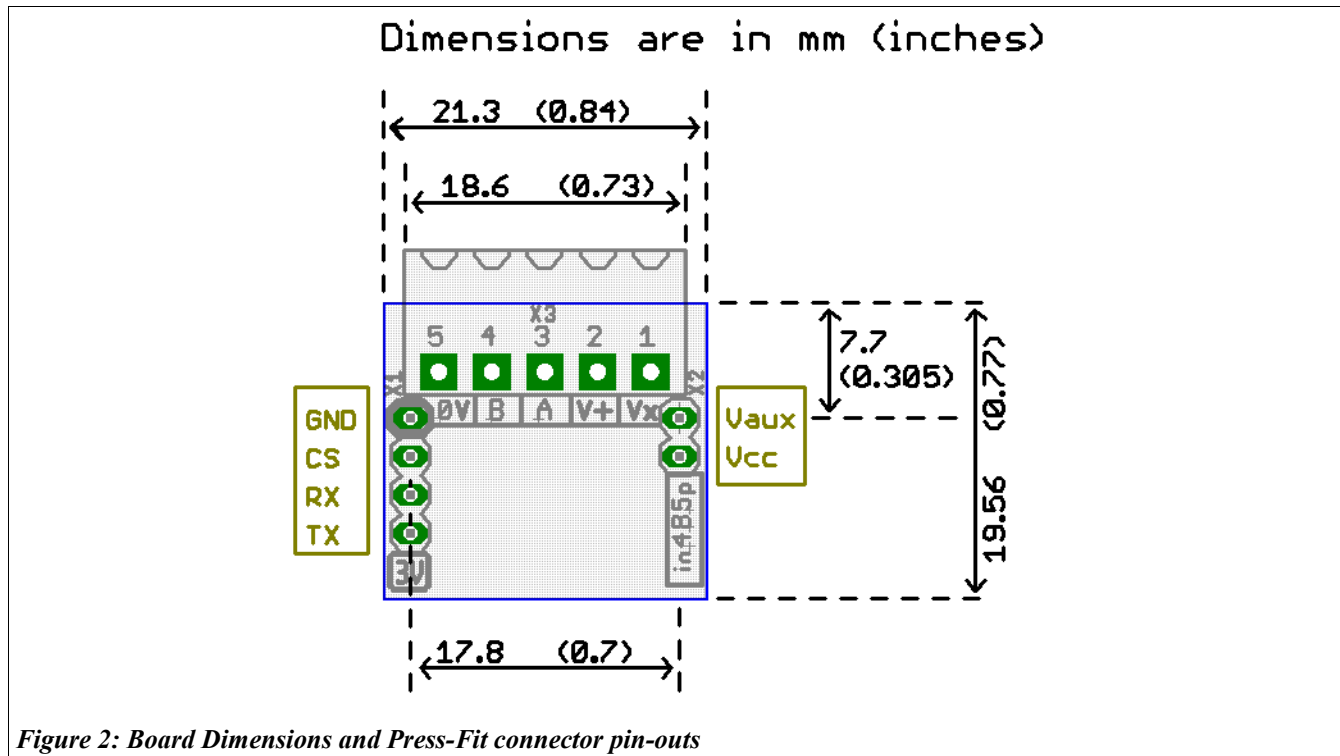 Dimensions are in mm (inches)
21.3 (0.84)
18.6 (0.73)
X3
5 4 3 2 1
7.7
(0.305)
19.56 (0.77)
X1
X2
0V B A V+ Vx
GND
CS
RX
TX
Vaux
Vcc
3V
in4B5p
17.8 (0.7)
Figure 2: Board Dimensions and Press-Fit connector pin-outs